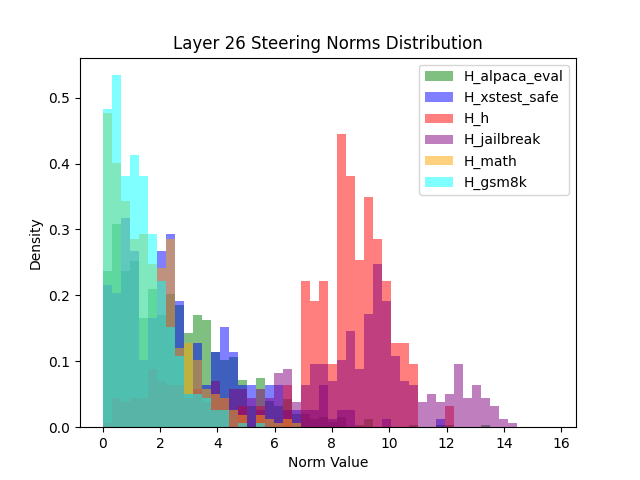 Layer 26 Steering Norms Distribution
H_alpaca_eval
H_xstest_safe
H_h
H_jailbreak
H_math
H_gsm8k
Density
0.5
0.4
0.3
0.2
0.1
0.0
0 2 4 6 8 10 12 14 16
Norm Value